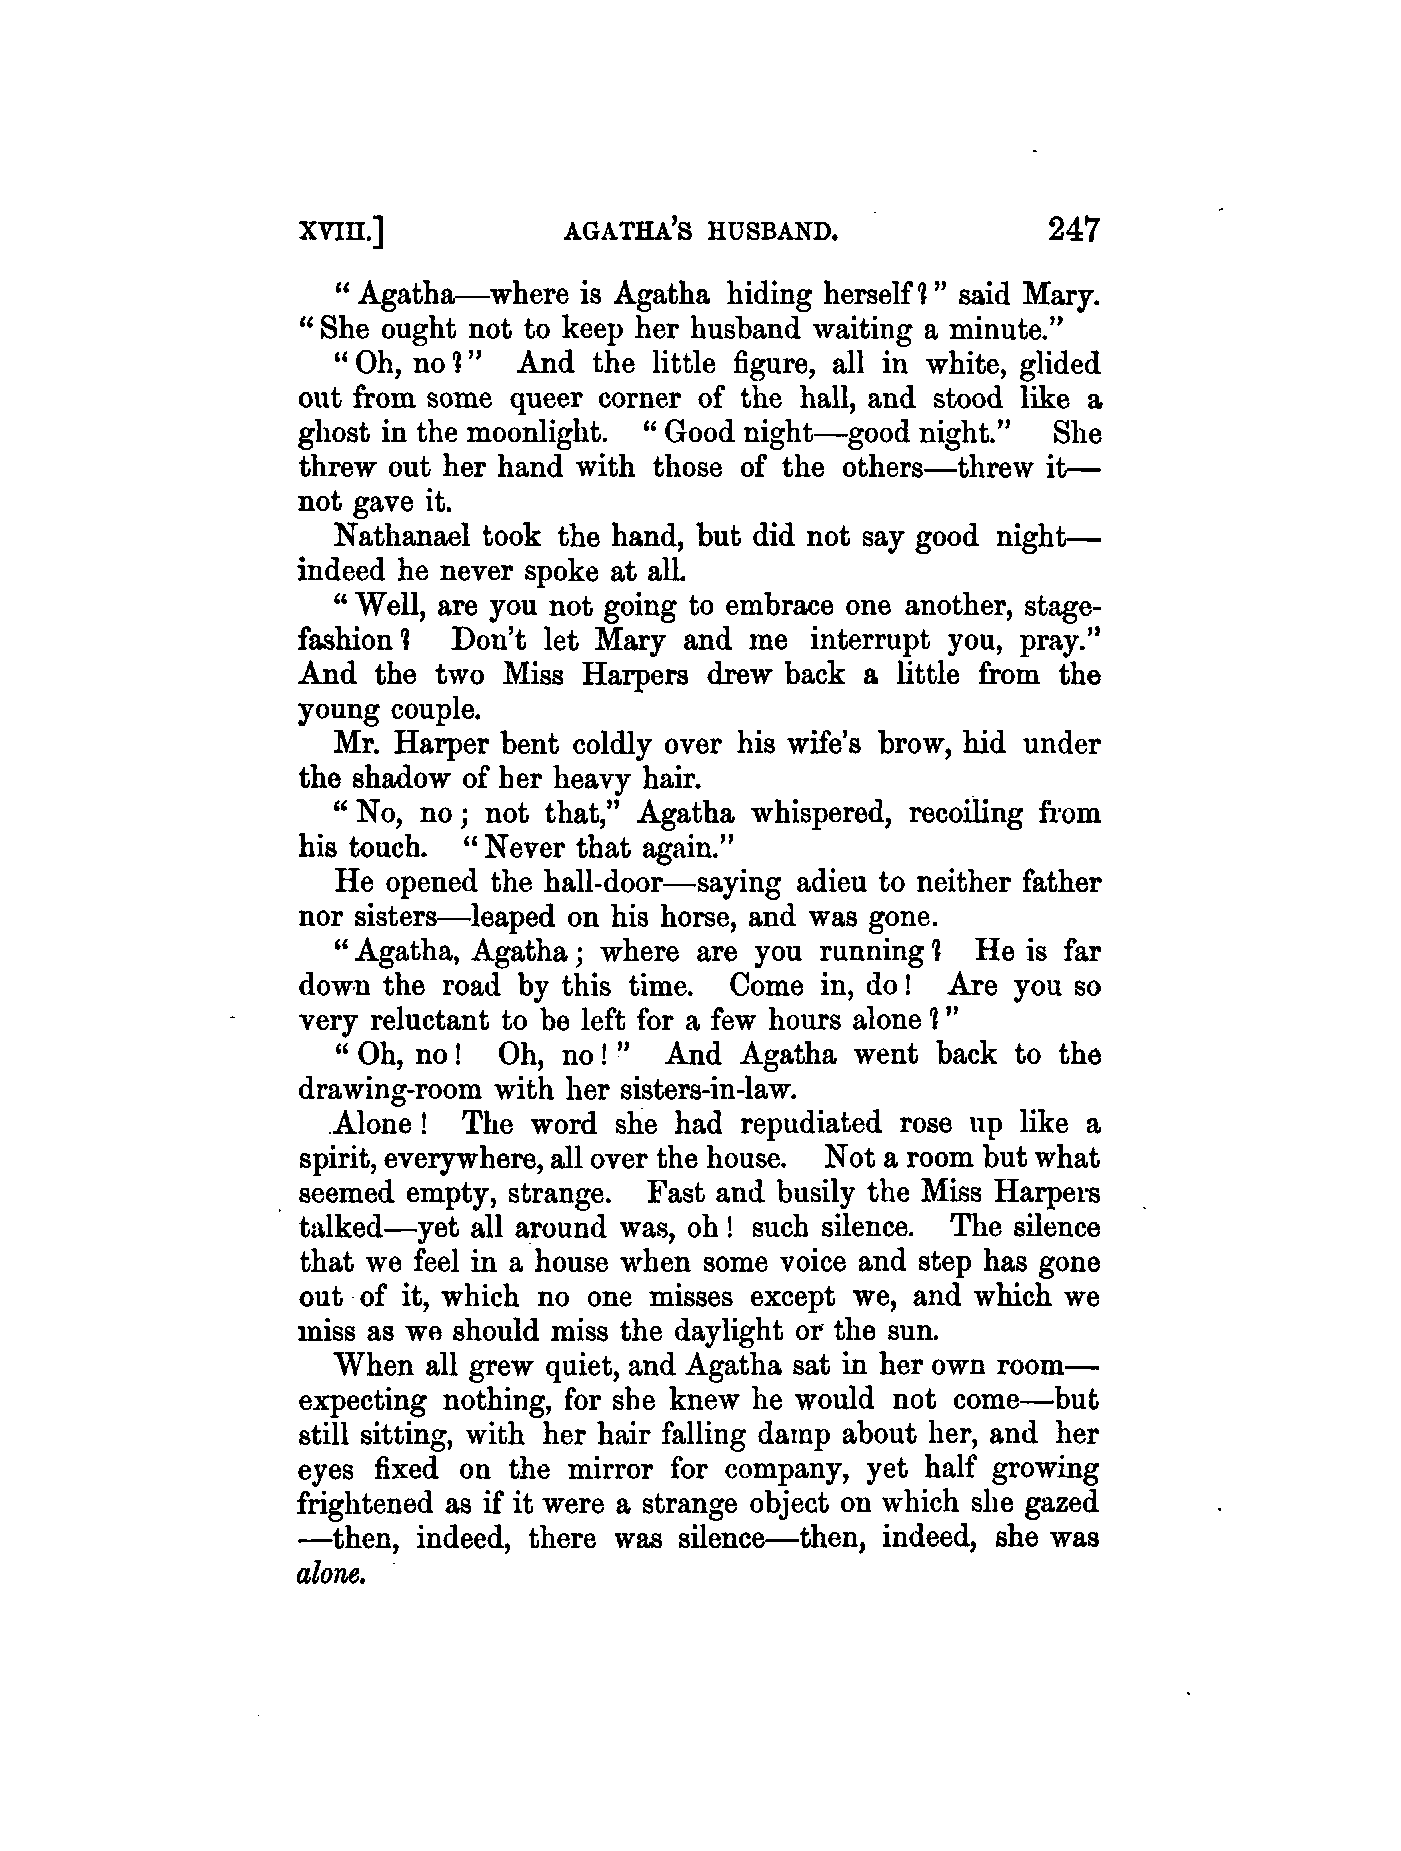 XVIII.] AGATHA'S HUSBAND. 247
“Agatha—where is Agatha hiding herself?” said Mary.
“She ought not to keep her husband waiting a minute.”
“Oh, no?” And the little figure, all in white, glided
out from some queer corner of the hall, and stood like a
ghost in the moonlight. “Good night—good night.” She
threw out her hand with those of the others—threw it—
not gave it.
Nathanael took the hand, but did not say good night—
indeed he never spoke at all.
“Well, are you not going to embrace one another, stage-
fashion? Don't let Mary and me interrupt you, pray.”
And the two Miss Harpers drew back a little from the
young couple.
Mr. Harper bent coldly over his wife's brow, hid under
the shadow of her heavy hair.
“No, no; not that,” Agatha whispered, recoiling from
his touch. “Never that again.”
He opened the hall-door—saying adieu to neither father
nor sisters—leaped on his horse, and was gone.
“Agatha, Agatha; where are you running? He is far
down the road by this time. Come in, do! Are you so
very reluctant to be left for a few hours alone?”
“Oh, no! Oh, no!” And Agatha went back to the
drawing-room with her sisters-in-law.
Alone! The word she had repudiated rose up like a
spirit, everywhere, all over the house. Not a room but what
seemed empty, strange. Fast and busily the Miss Harpers
talked—yet all around was, oh! such silence. The silence
that we feel in a house when some voice and step has gone
out of it, which no one misses except we, and which we
miss as we should miss the daylight or the sun.
When all grew quiet, and Agatha sat in her own room—
expecting nothing, for she knew he would not come—but
still sitting, with her hair falling damp about her, and her
eyes fixed on the mirror for company, yet half growing
frightened as if it were a strange object on which she gazed
—then, indeed, there was silence—then, indeed, she was
alone.